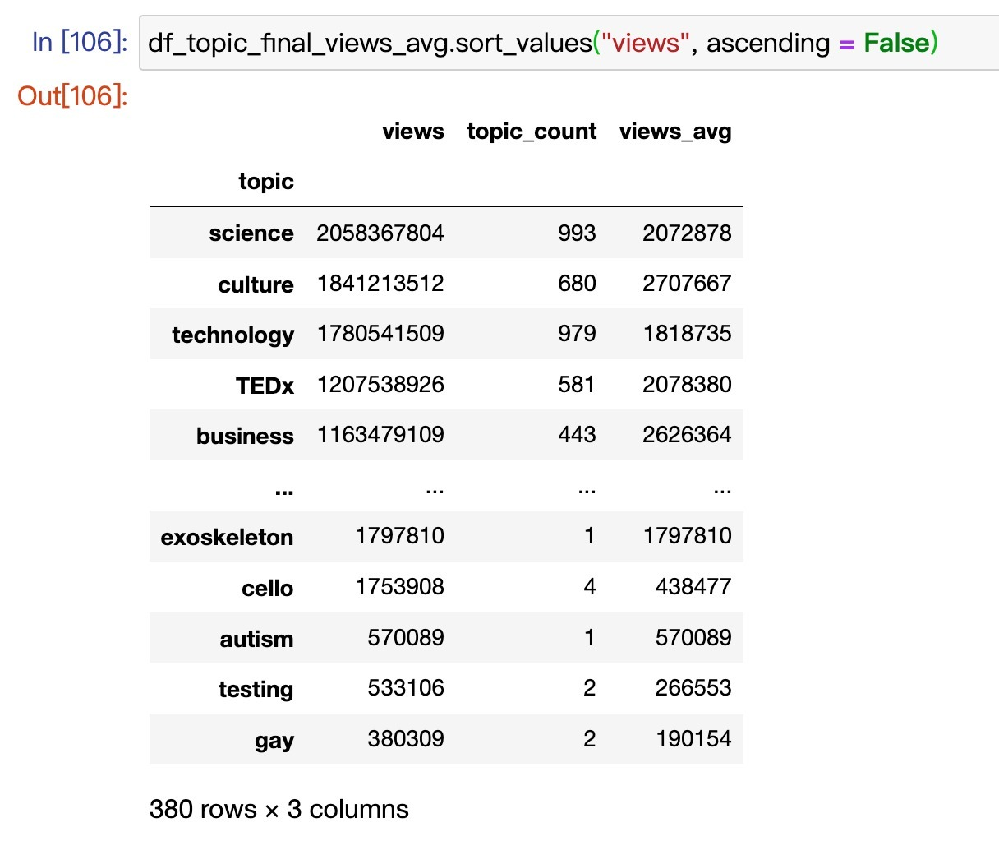 In [106]: df_topic_final_views_avg.sort_values("views", ascending = False)
Out[106]:
views topic_count views_avg
topic
science 2058367804 993 2072878
culture 1841213512 680 2707667
technology 1780541509 979 1818735
TEDx 1207538926 581 2078380
business 1163479109 443 2626364
... ... ... ...
exoskeleton 1797810 1 1797810
cello 1753908 4 438477
autism 570089 1 570089
testing 533106 2 266553
gay 380309 2 190154
380 rows × 3 columns